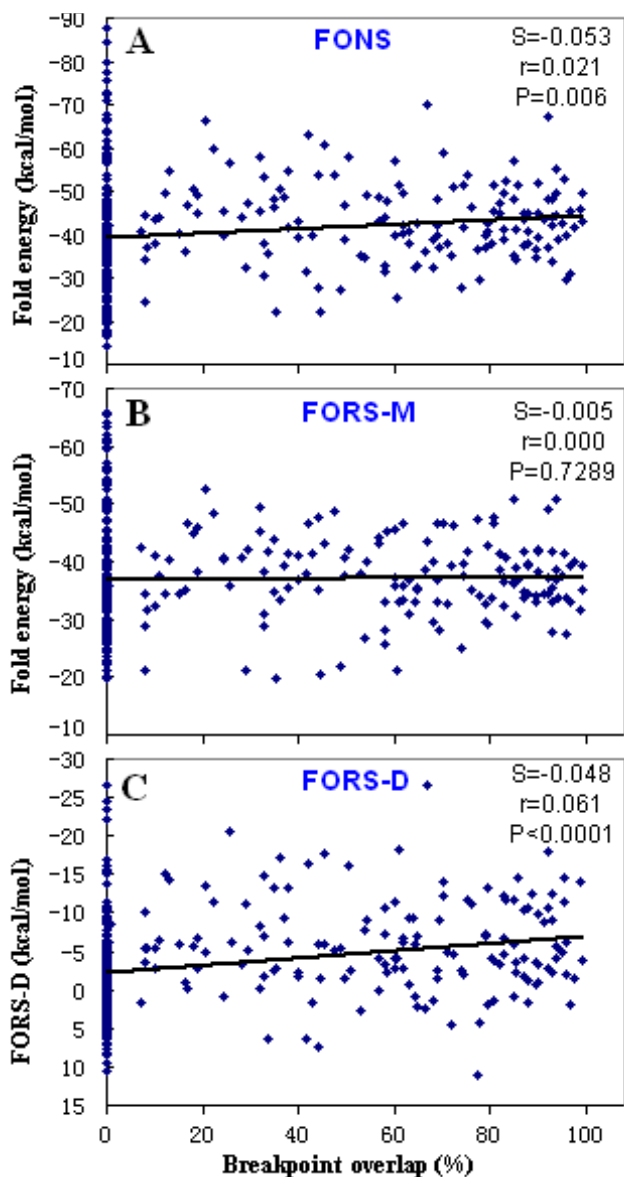 A
FONS
S=-0.053
r=0.021
P=0.006
Fold energy (kcal/mol)
-90
-80
-70
-60
-50
-40
-30
-20
-10
B
FORS-M
S=-0.005
r=0.000
P=0.7289
Fold energy (kcal/mol)
-70
-60
-50
-40
-30
-20
-10
C
FORS-D
S=-0.048
r=0.061
P<0.0001
FORS-D (kcal/mol)
-30
-25
-20
-15
-10
-5
0
5
10
15
0 20 40 60 80 100
Breakpoint overlap (%)